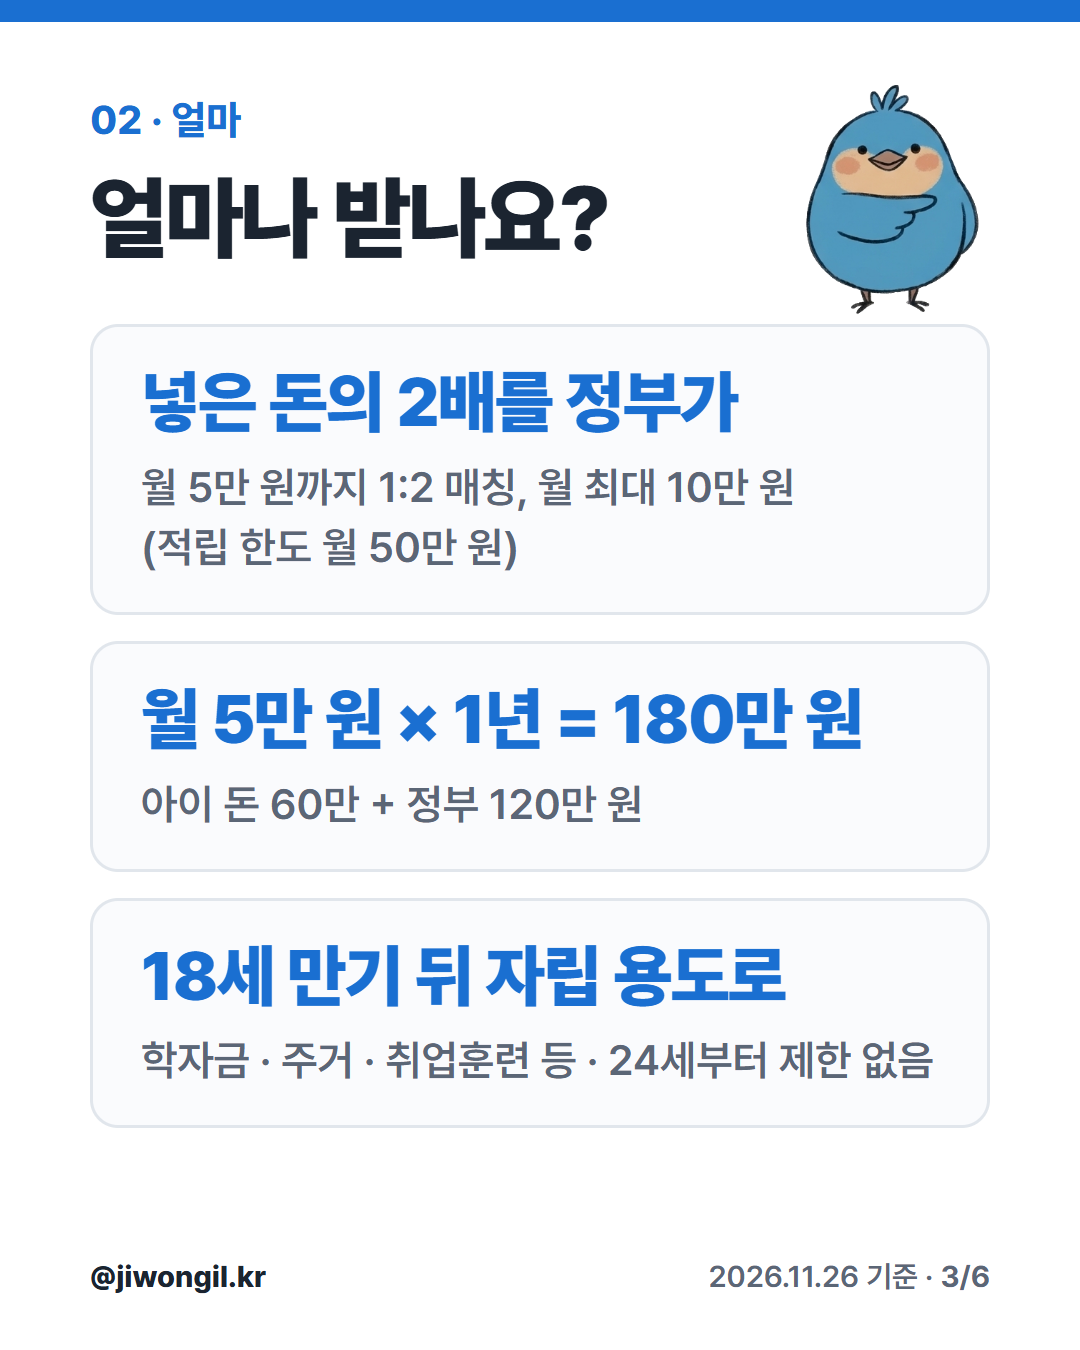 02 · 얼마
얼마나 받나요?
넣은 돈의 2배를 정부가
월 5만 원까지 1:2 매칭, 월 최대 10만 원
(적립 한도 월 50만 원)
월 5만 원 × 1년 = 180만 원
아이 돈 60만 + 정부 120만 원
18세 만기 뒤 자립 용도로
학자금 · 주거 · 취업훈련 등 · 24세부터 제한 없음
@jiwongil.kr
2026.11.26 기준 · 3/6